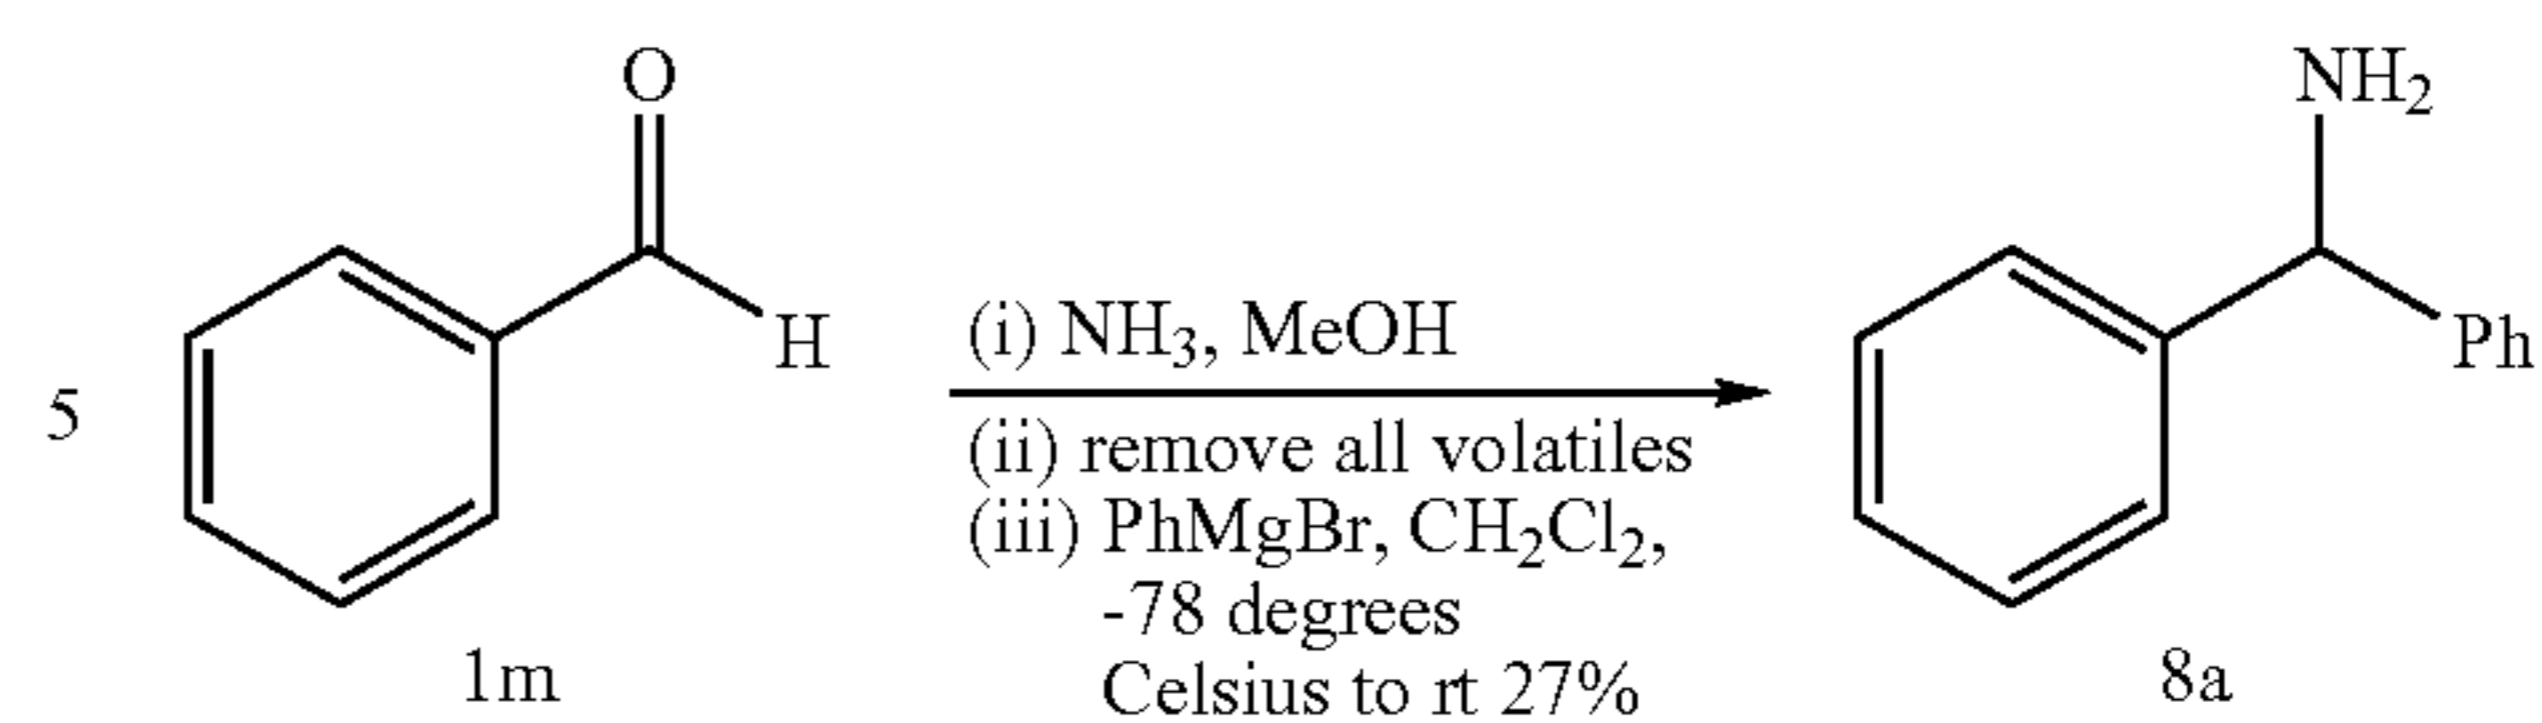 O
NH₂
H
(i) NH₃, MeOH
Ph
5
(ii) remove all volatiles
(iii) PhMgBr, CH₂Cl₂,
-78 degrees
Celsius to rt 27%
1m
8a